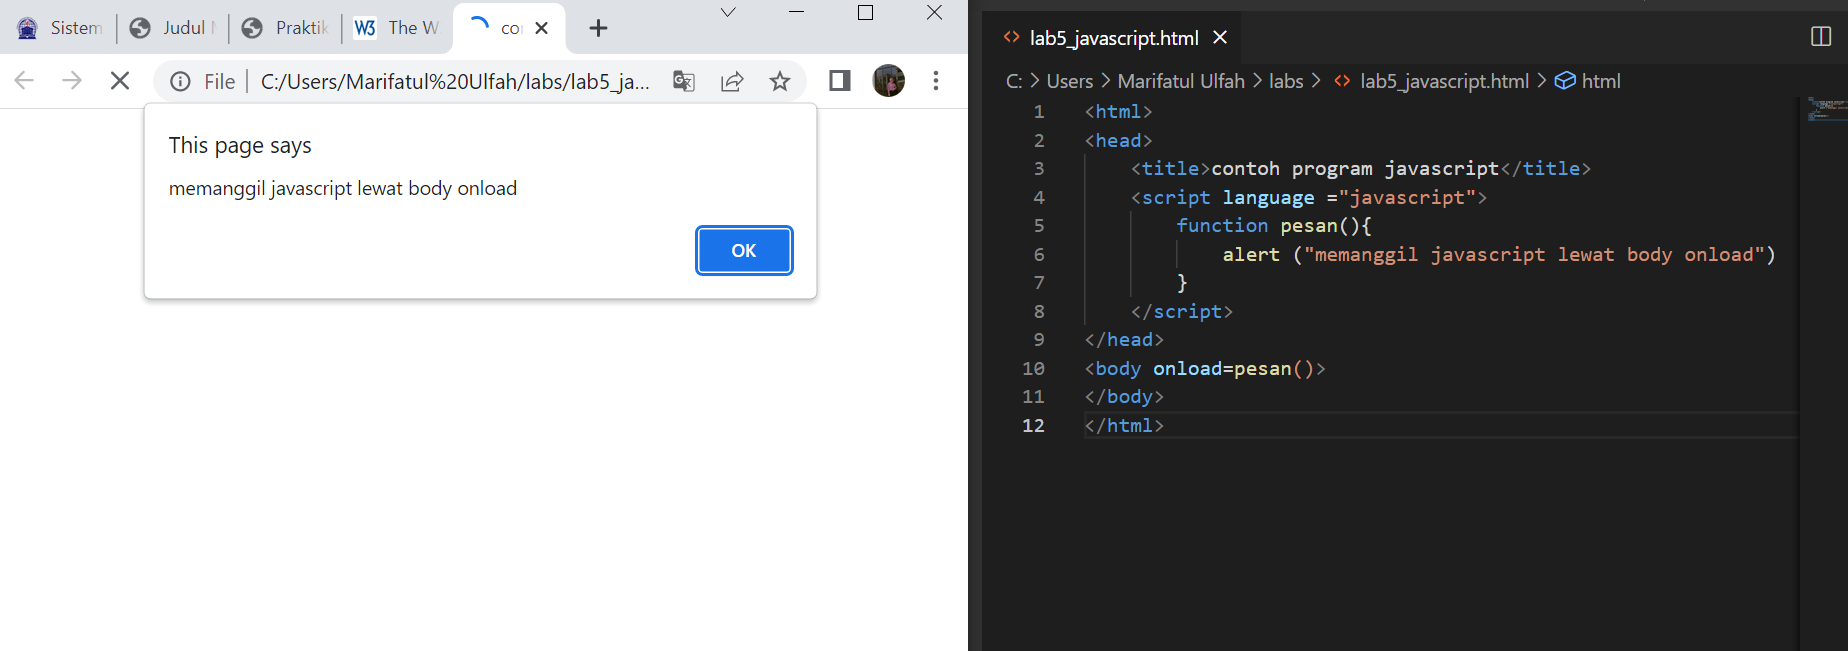 Sistem
Judul
Praktik
W3 The W
co
File C:/Users/Marifatul%20Ulfah/labs/lab5_ja...
This page says
memanggil javascript lewat body onload
OK
lab5_javascript.html
C: > Users > Marifatul Ulfah > labs > lab5_javascript.html > html
1 <html>
2 <head>
3 <title>contoh program javascript</title>
4 <script language ="javascript">
5 function pesan(){
6 alert ("memanggil javascript lewat body onload")
7 }
8 </script>
9 </head>
10 <body onload=pesan()>
11 </body>
12 </html>